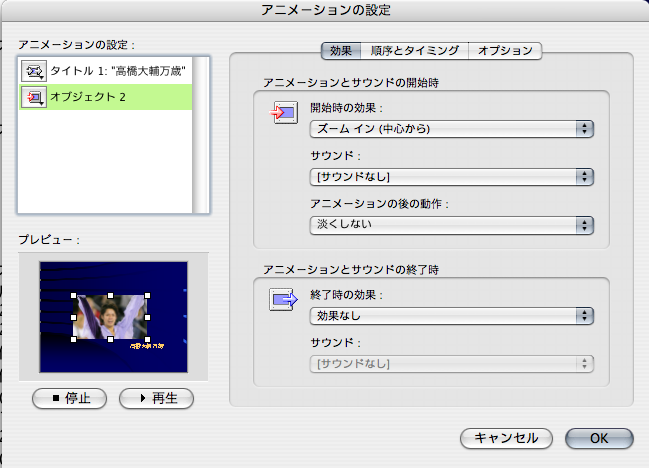 アニメーションの設定
アニメーションの設定：
タイトル 1: "高橋大輔万歳"
オブジェクト 2
プレビュー：
高橋大輔万歳
停止
再生
効果
順序とタイミング
オプション
アニメーションとサウンドの開始時
開始時の効果：
ズーム イン (中心から)
サウンド：
[サウンドなし]
アニメーションの後の動作：
淡くしない
アニメーションとサウンドの終了時
終了時の効果：
効果なし
サウンド：
[サウンドなし]
キャンセル
OK